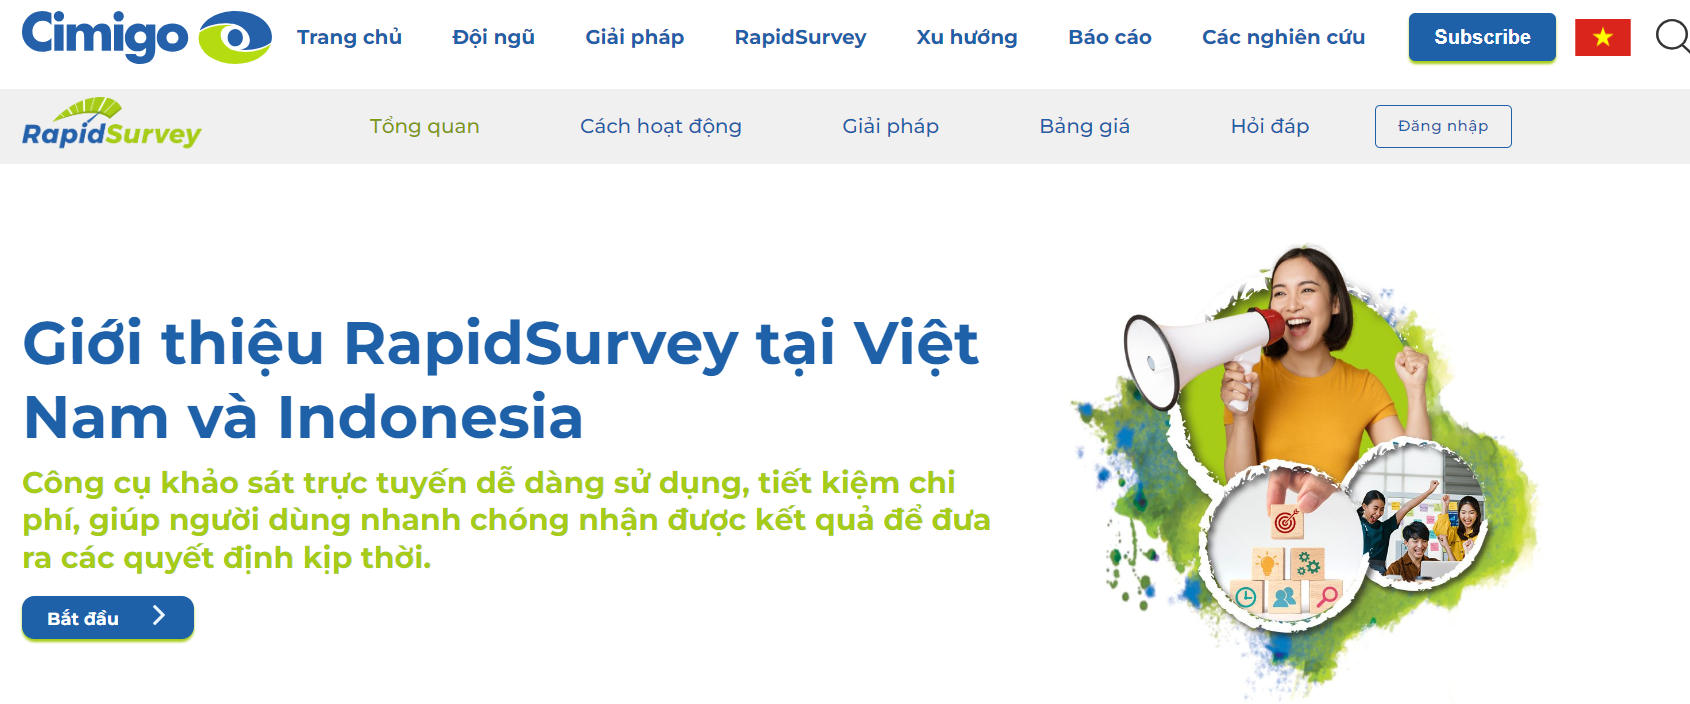 Cimigo
Trang chủ Đội ngũ Giải pháp RapidSurvey Xu hướng Báo cáo Các nghiên cứu Subscribe
RapidSurvey Tổng quan Cách hoạt động Giải pháp Bảng giá Hỏi đáp Đăng nhập
Giới thiệu RapidSurvey tại Việt
Nam và Indonesia
Công cụ khảo sát trực tuyến dễ dàng sử dụng, tiết kiệm chi
phí, giúp người dùng nhanh chóng nhận được kết quả để đưa
ra các quyết định kịp thời.
Bắt đầu